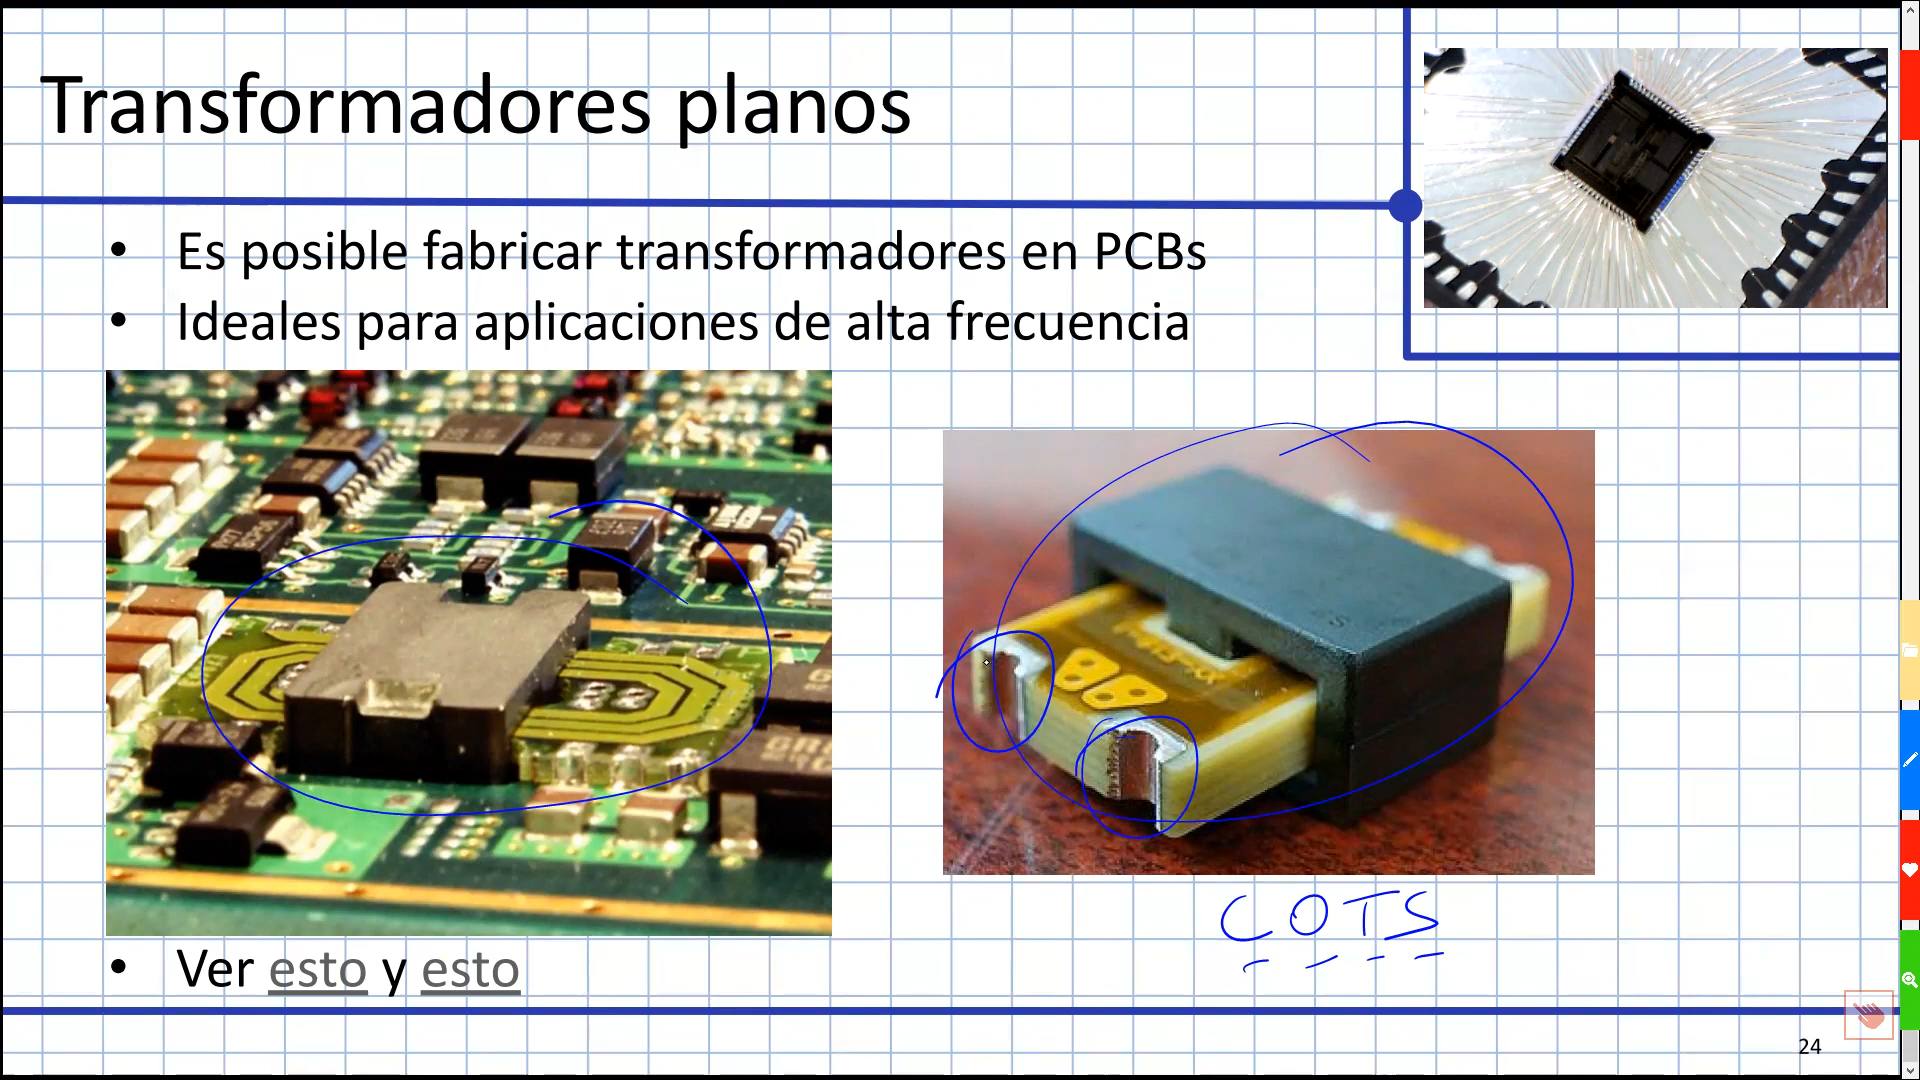 Transformadores planos
• Es posible fabricar transformadores en PCBs
• Ideales para aplicaciones de alta frecuencia
COTS
• Ver esto y esto
24